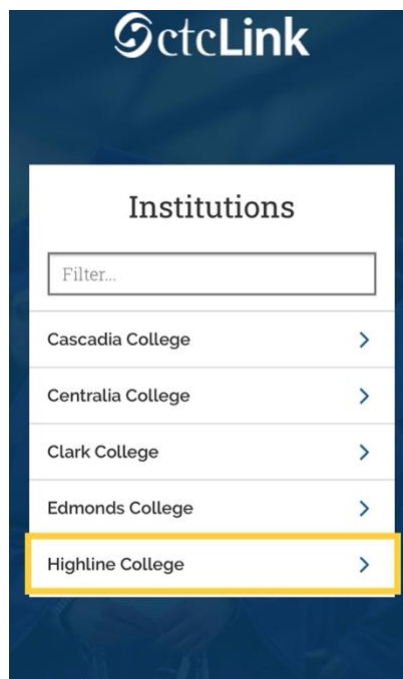 ctcLink
Institutions
Filter...
Cascadia College
Centralia College
Clark College
Edmonds College
Highline College